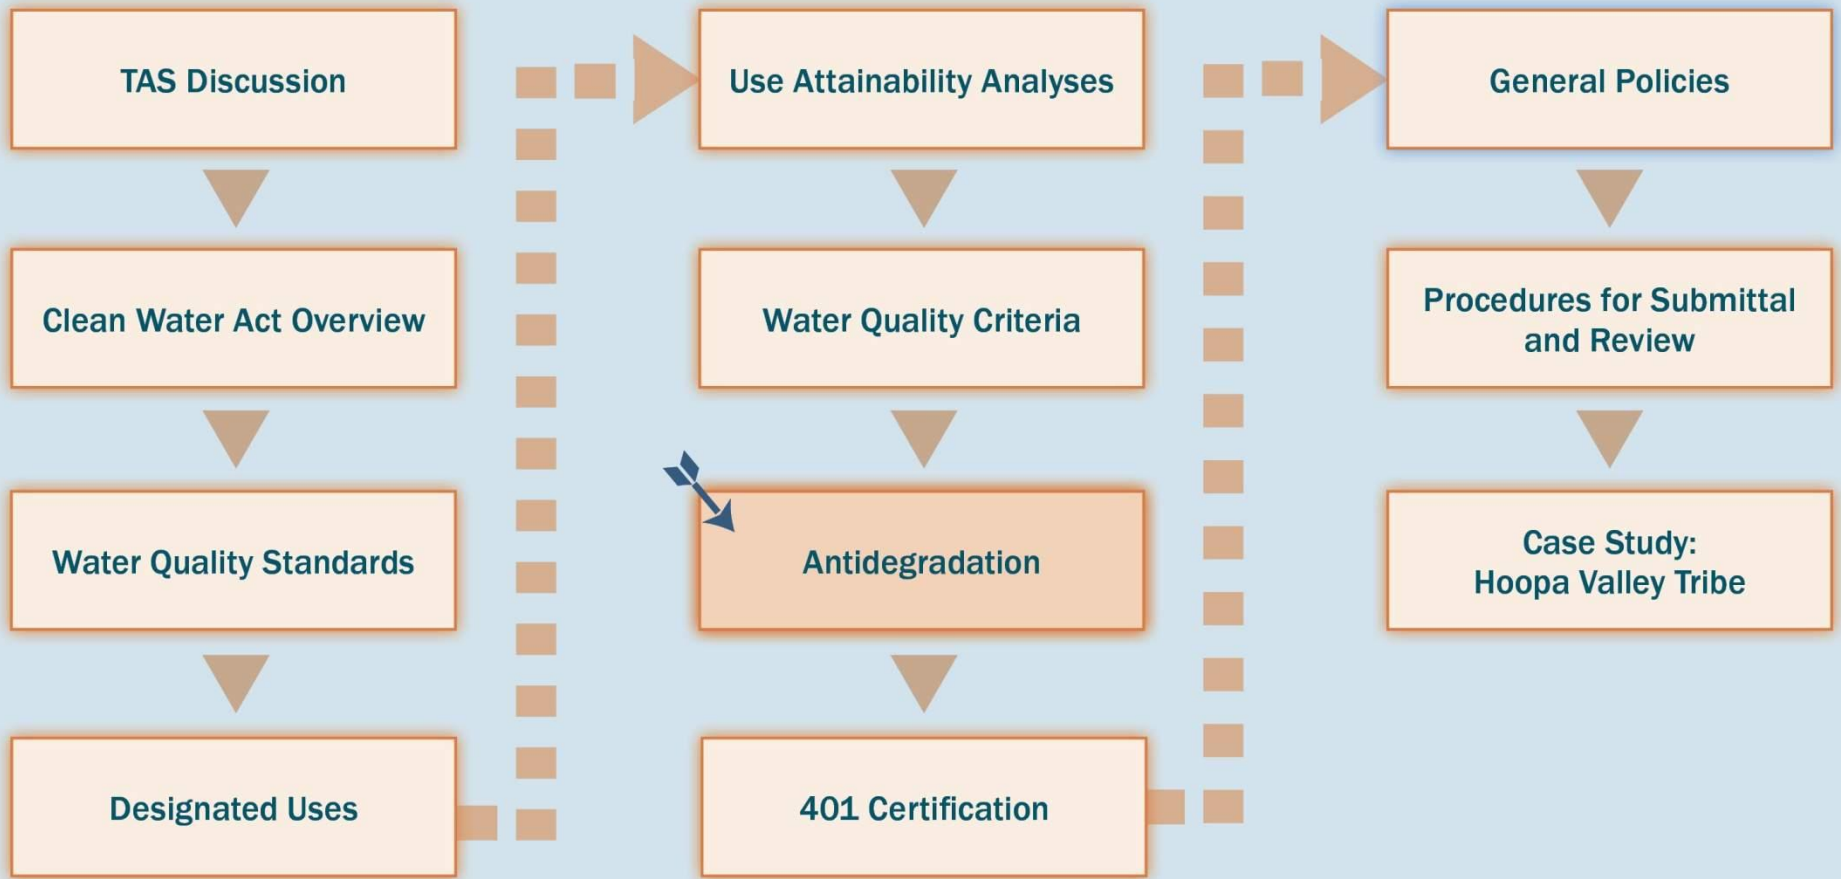 TAS Discussion
Clean Water Act Overview
Water Quality Standards
Designated Uses
Use Attainability Analyses
Water Quality Criteria
Antidegradation
401 Certification
General Policies
Procedures for Submittal
and Review
Case Study:
Hoopa Valley Tribe